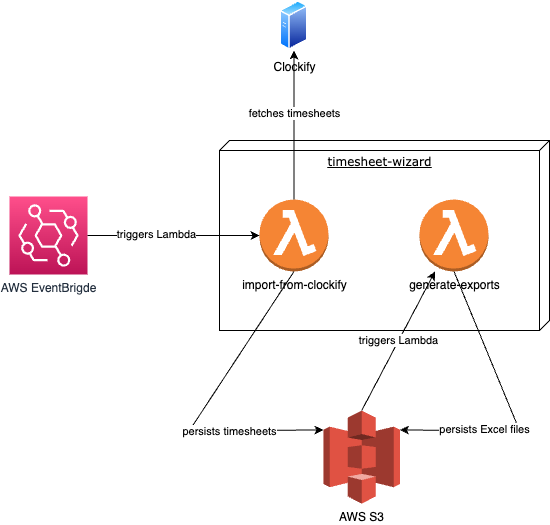 Clockify
fetches timesheets
timesheet-wizard
triggers Lambda
AWS EventBrigde
import-from-clockify
generate-exports
triggers Lambda
persists timesheets
persists Excel files
AWS S3